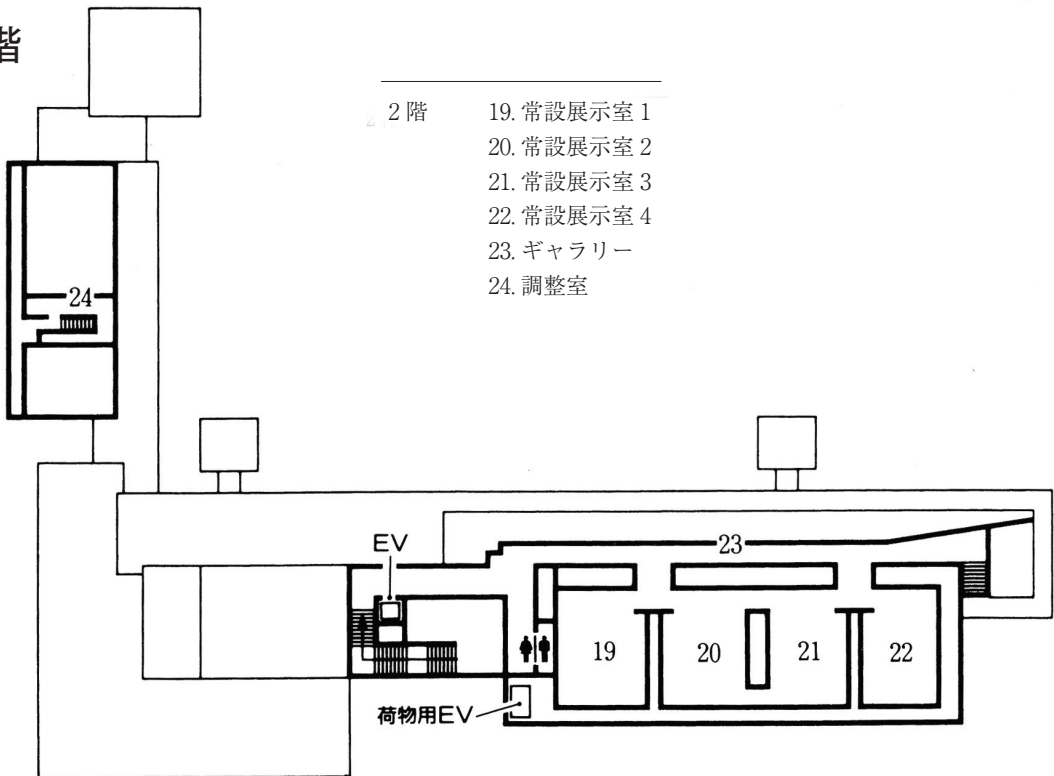 階
2階 19. 常設展示室 1
20. 常設展示室 2
21. 常設展示室 3
22. 常設展示室 4
23. ギャラリー
24. 調整室
24
EV
23
19 20 21 22
荷物用EV